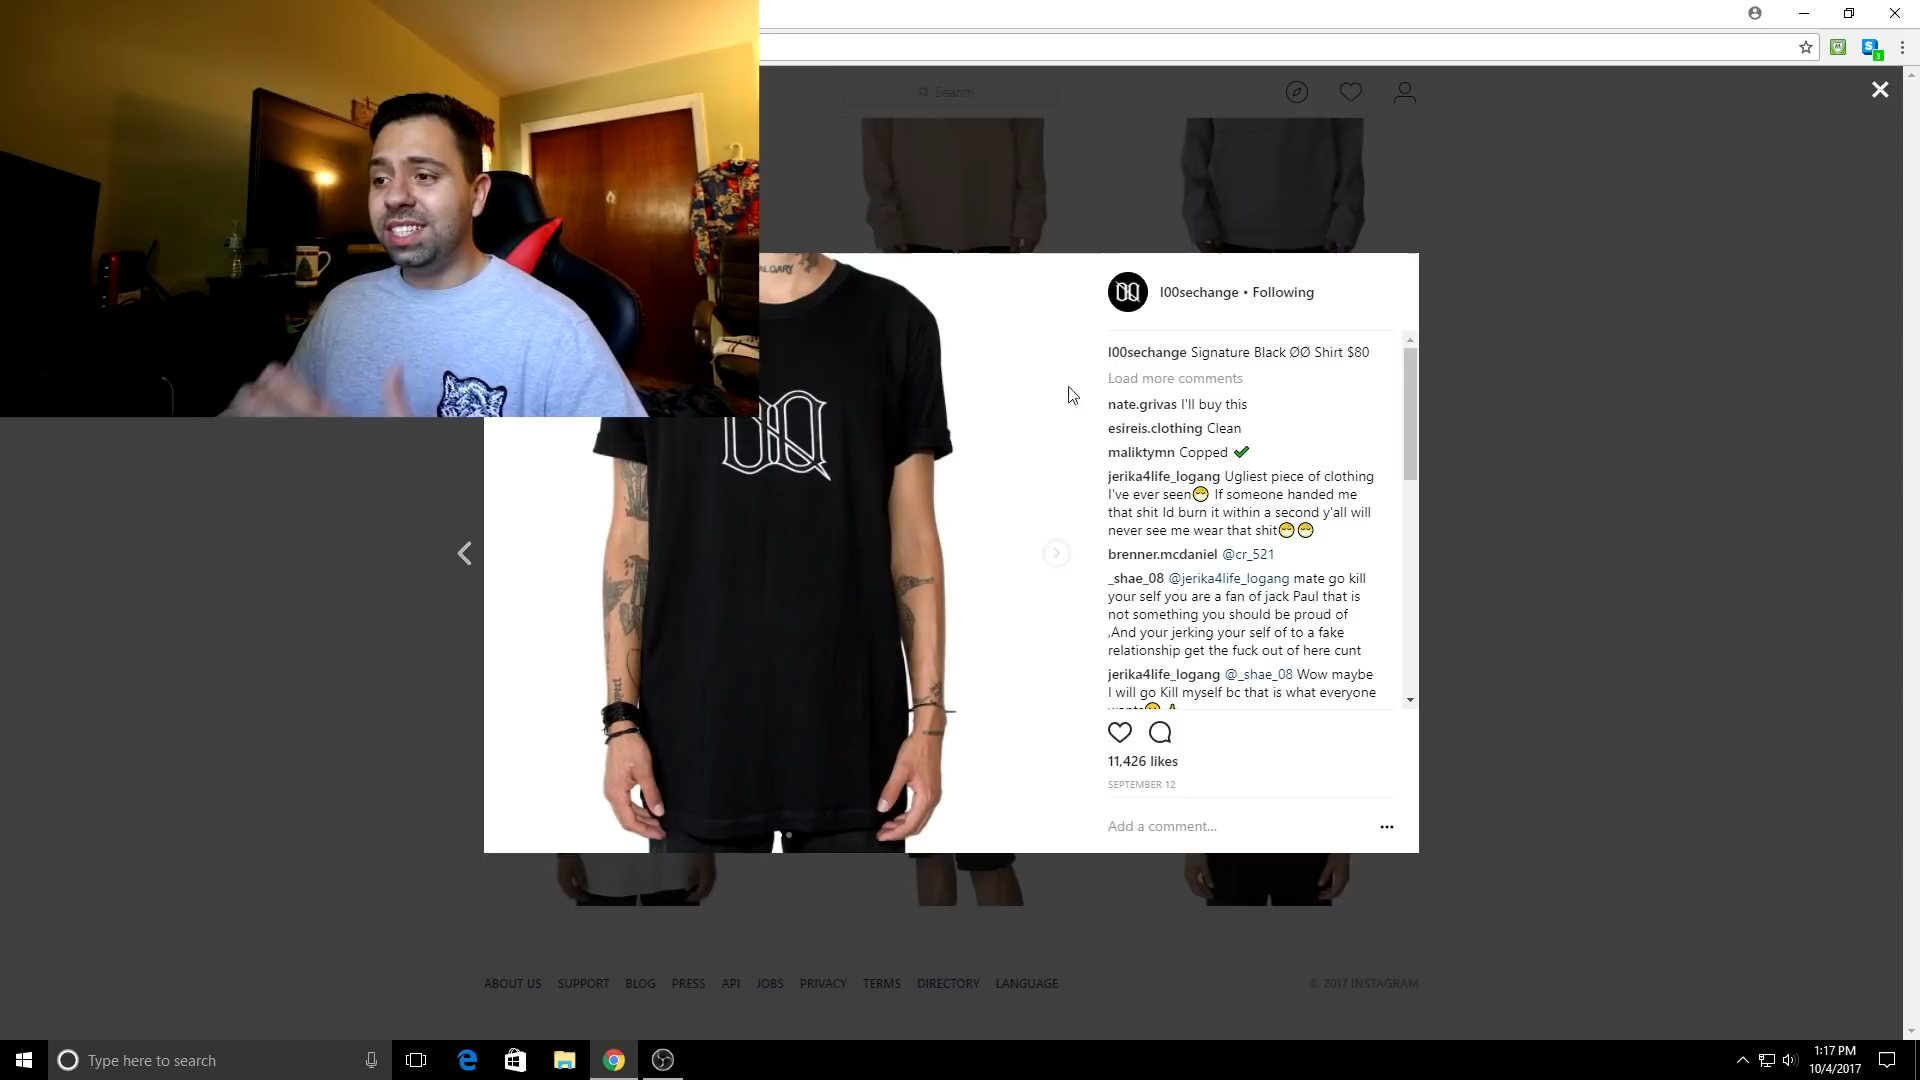 Search
ALGARY
l00sechange • Following
l00sechange Signature Black ØØ Shirt $80
Load more comments
nate.grivas I'll buy this
esireis.clothing Clean
maliktymn Copped ✔
jerika4life_logang Ugliest piece of clothing
I've ever seen😷 If someone handed me
that shit Id burn it within a second y'all will
never see me wear that shit😷😷
brenner.mcdaniel @cr_521
_shae_08 @jerika4life_logang mate go kill
your self you are a fan of jack Paul that is
not something you should be proud of
,And your jerking your self of to a fake
relationship get the fuck out of here cunt
jerika4life_logang @_shae_08 Wow maybe
I will go Kill myself bc that is what everyone
11,426 likes
SEPTEMBER 12
Add a comment...
ABOUT US SUPPORT BLOG PRESS API JOBS PRIVACY TERMS DIRECTORY LANGUAGE
© 2017 INSTAGRAM
Type here to search
1:17 PM
10/4/2017